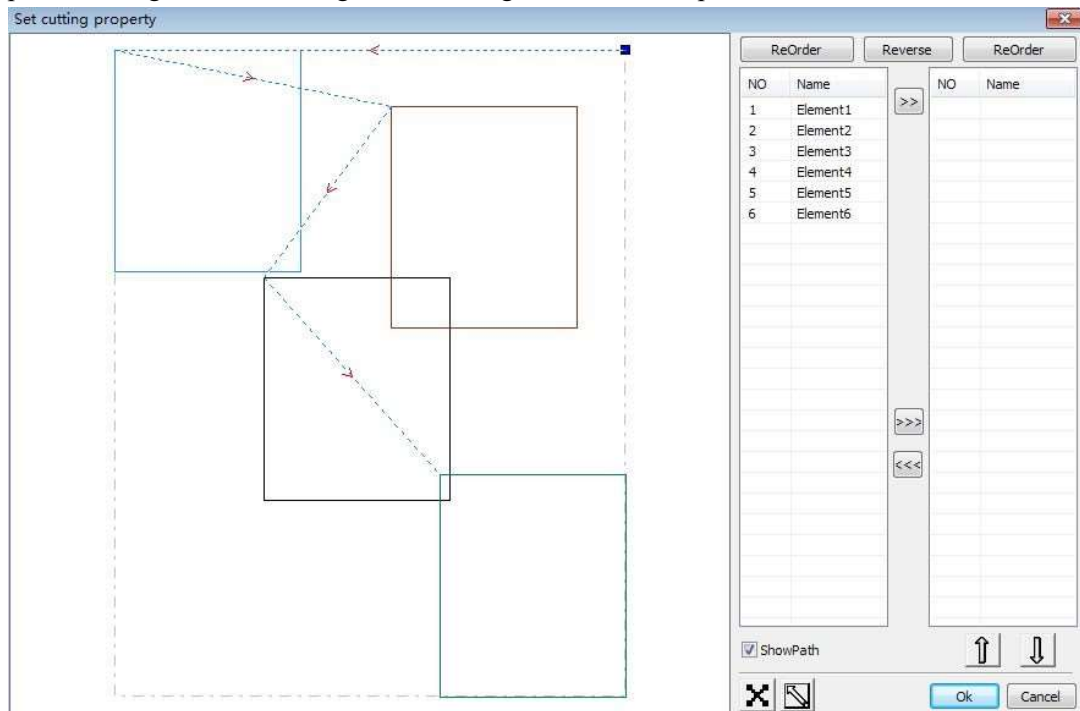 Set cutting property
ReOrder Reverse ReOrder
NO Name >> NO Name
1 Element1
2 Element2
3 Element3
4 Element4
5 Element5
6 Element6
>>>
<<<
ShowPath
Ok Cancel